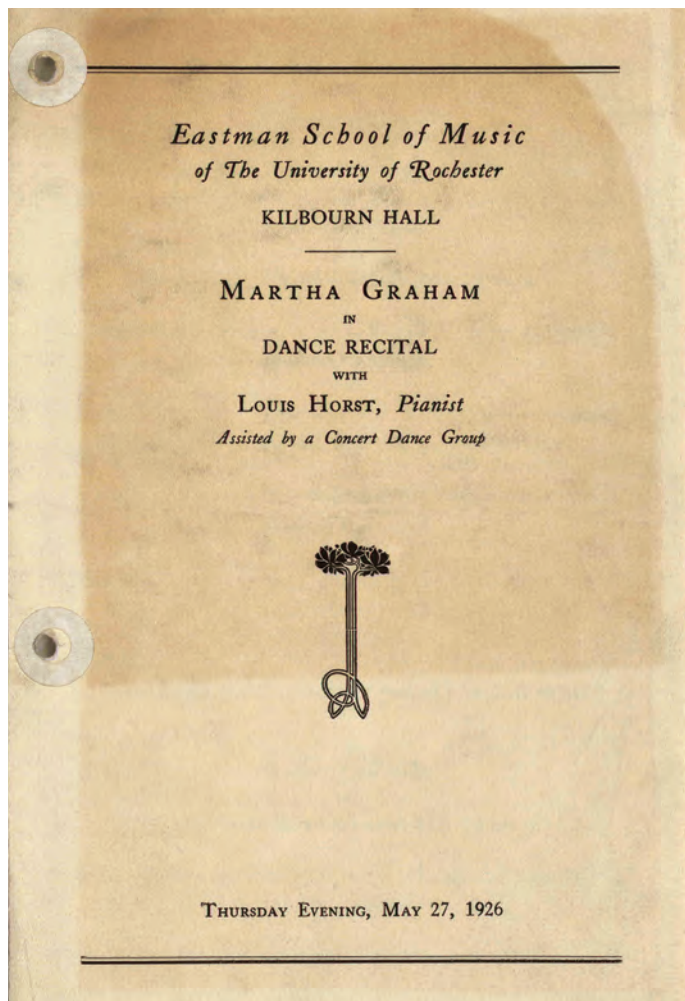 Eastman School of Music
of The University of Rochester
KILBOURN HALL
MARTHA GRAHAM
IN
DANCE RECITAL
WITH
LOUIS HORST, Pianist
Assisted by a Concert Dance Group
THURSDAY EVENING, MAY 27, 1926